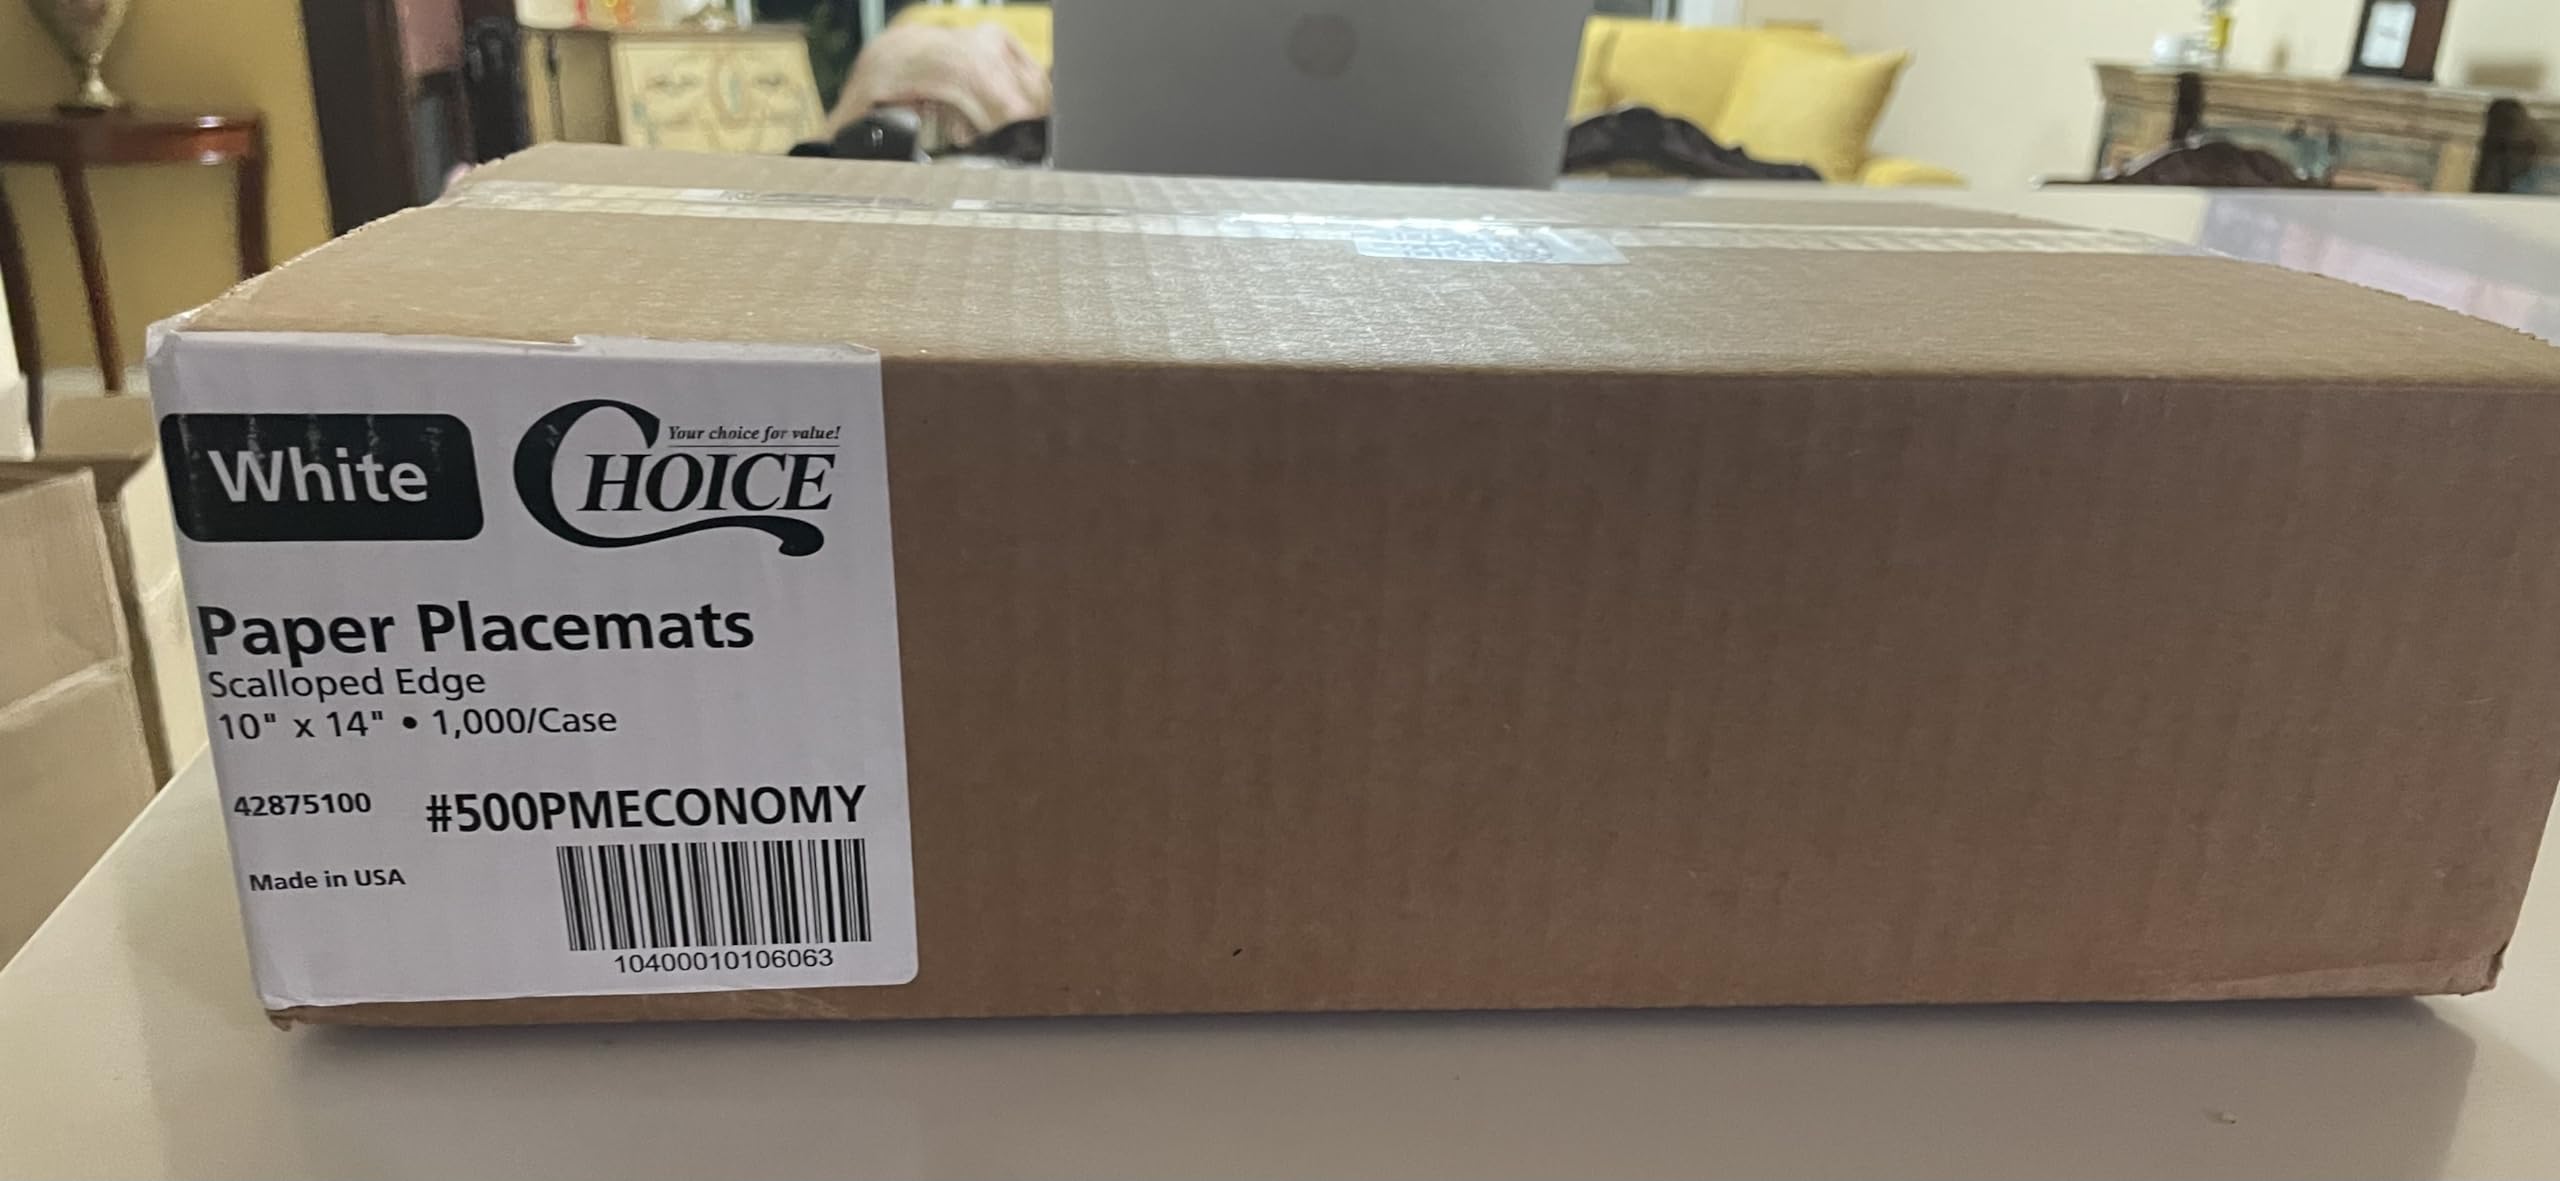 White
Your choice for value!
CHOICE
Paper Placemats
Scalloped Edge
10" x 14" • 1,000/Case
42875100 #500PMECONOMY
Made in USA
10400010106063